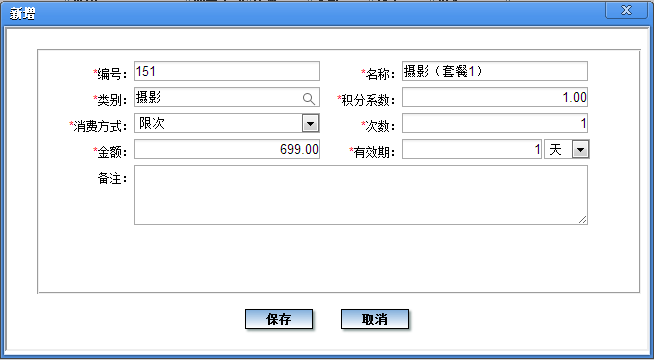 新增
*编号： 151 *名称： 摄影（套餐1）
*类别： 摄影 *积分系数： 1.00
*消费方式： 限次 *次数： 1
*金额： 699.00 *有效期： 1 天
备注：
保存 取消